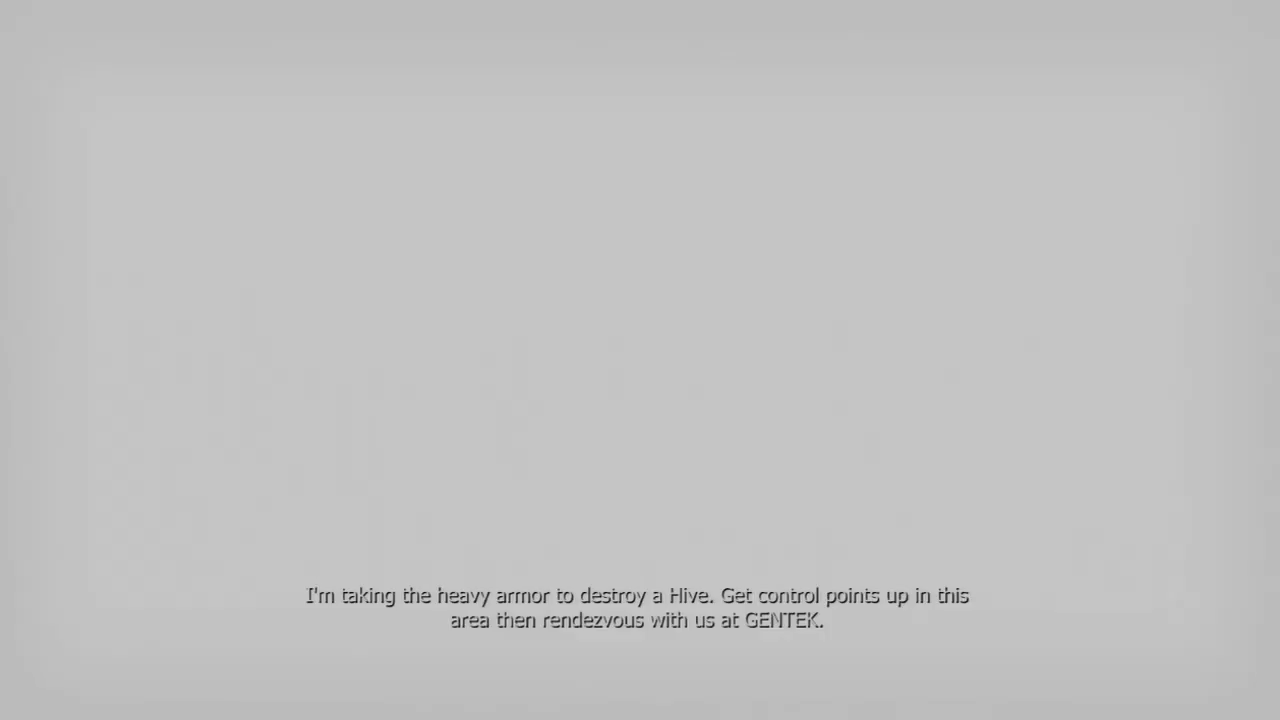 I'm taking the heavy armor to destroy a Hive. Get control points up in this
area then rendezvous with us at GENTEK.